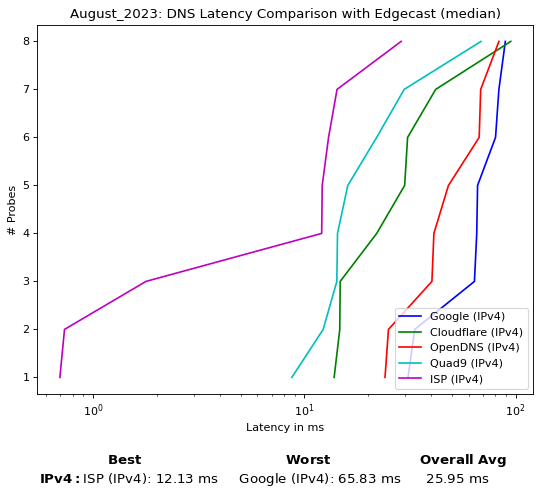 August_2023: DNS Latency Comparison with Edgecast (median)
# Probes
8
7
6
5
4
3
2
1
Google (IPv4)
Cloudflare (IPv4)
OpenDNS (IPv4)
Quad9 (IPv4)
ISP (IPv4)
10⁰ 10¹ 10²
Latency in ms
Best Worst Overall Avg
IPv4: ISP (IPv4): 12.13 ms Google (IPv4): 65.83 ms 25.95 ms